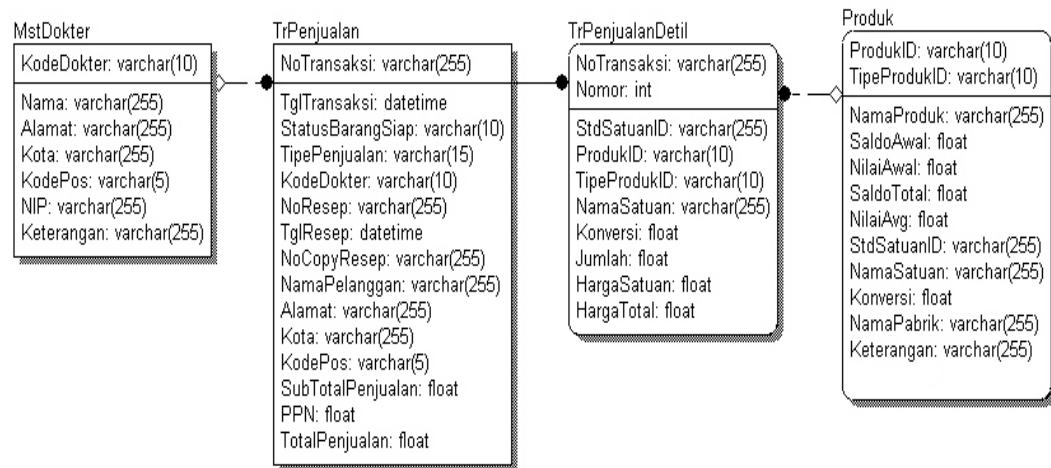 MstDokter
KodeDokter: varchar(10)
Nama: varchar(255)
Alamat: varchar(255)
Kota: varchar(255)
KodePos: varchar(5)
NIP: varchar(255)
Keterangan: varchar(255)
TrPenjualan
NoTransaksi: varchar(255)
TglTransaksi: datetime
StatusBarangSiap: varchar(10)
TipePenjualan: varchar(15)
KodeDokter: varchar(10)
NoResep: varchar(255)
TglResep: datetime
NoCopyResep: varchar(255)
NamaPelanggan: varchar(255)
Alamat: varchar(255)
Kota: varchar(255)
KodePos: varchar(5)
SubTotalPenjualan: float
PPN: float
TotalPenjualan: float
TrPenjualanDetil
NoTransaksi: varchar(255)
Nomor: int
StdSatuanID: varchar(255)
ProdukID: varchar(10)
TipeProdukID: varchar(10)
NamaSatuan: varchar(255)
Konversi: float
Jumlah: float
HargaSatuan: float
HargaTotal: float
Produk
ProdukID: varchar(10)
TipeProdukID: varchar(10)
NamaProduk: varchar(255)
SaldoAwal: float
NilaiAwal: float
SaldoTotal: float
NilaiAvg: float
StdSatuanID: varchar(255)
NamaSatuan: varchar(255)
Konversi: float
NamaPabrik: varchar(255)
Keterangan: varchar(255)